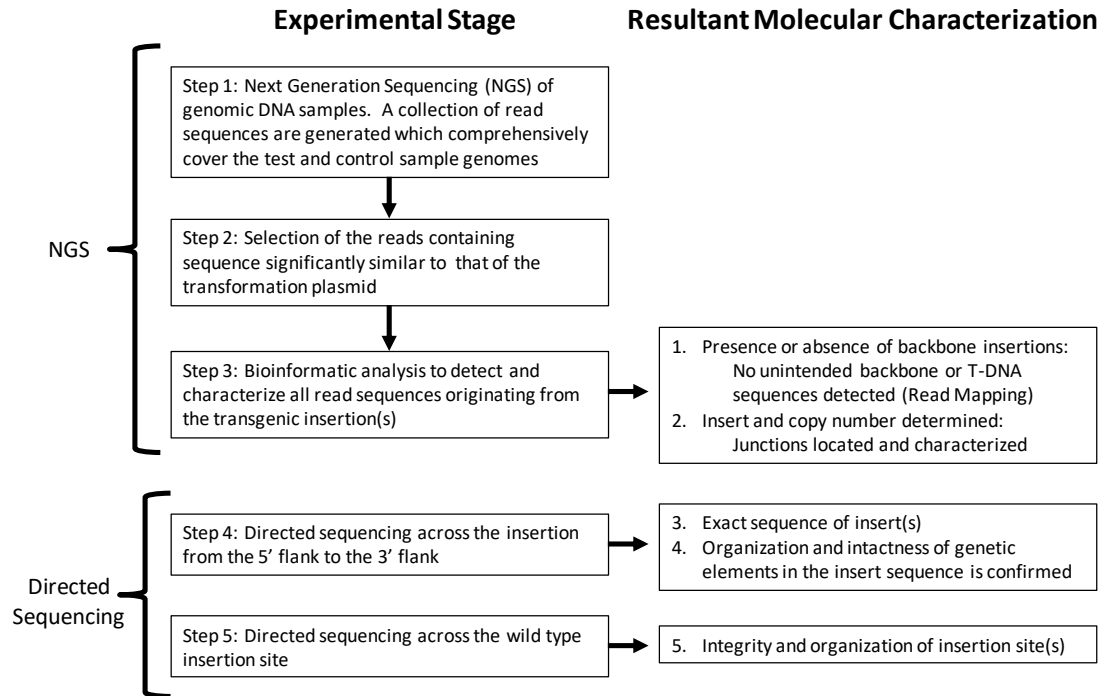 Experimental Stage
Resultant Molecular Characterization
NGS
Step 1: Next Generation Sequencing (NGS) of
genomic DNA samples.  A collection of read
sequences are generated which comprehensively
cover the test and control sample genomes
Step 2: Selection of the reads containing
sequence significantly similar to  that of the
transformation plasmid
Step 3: Bioinformatic analysis to detect and
characterize all read sequences originating from
the transgenic insertion(s)
1. Presence or absence of backbone insertions:
No unintended backbone or T-DNA
sequences detected (Read Mapping)
2. Insert and copy number determined:
Junctions located and characterized
Directed
Sequencing
Step 4: Directed sequencing across the insertion
from the 5’ flank to the 3’ flank
3. Exact sequence of insert(s)
4. Organization and intactness of genetic
elements in the insert sequence is confirmed
Step 5: Directed sequencing across the wild type
insertion site
5. Integrity and organization of insertion site(s)